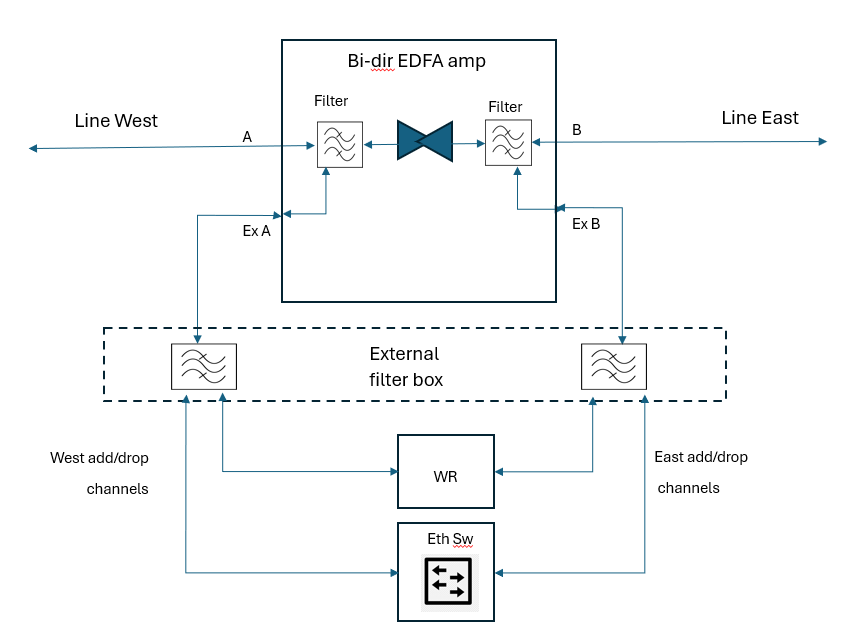 Bi-dir EDFA amp
Filter
Filter
Line West
Line East
A
B
Ex A
Ex B
External
filter box
West add/drop
channels
East add/drop
channels
WR
Eth Sw